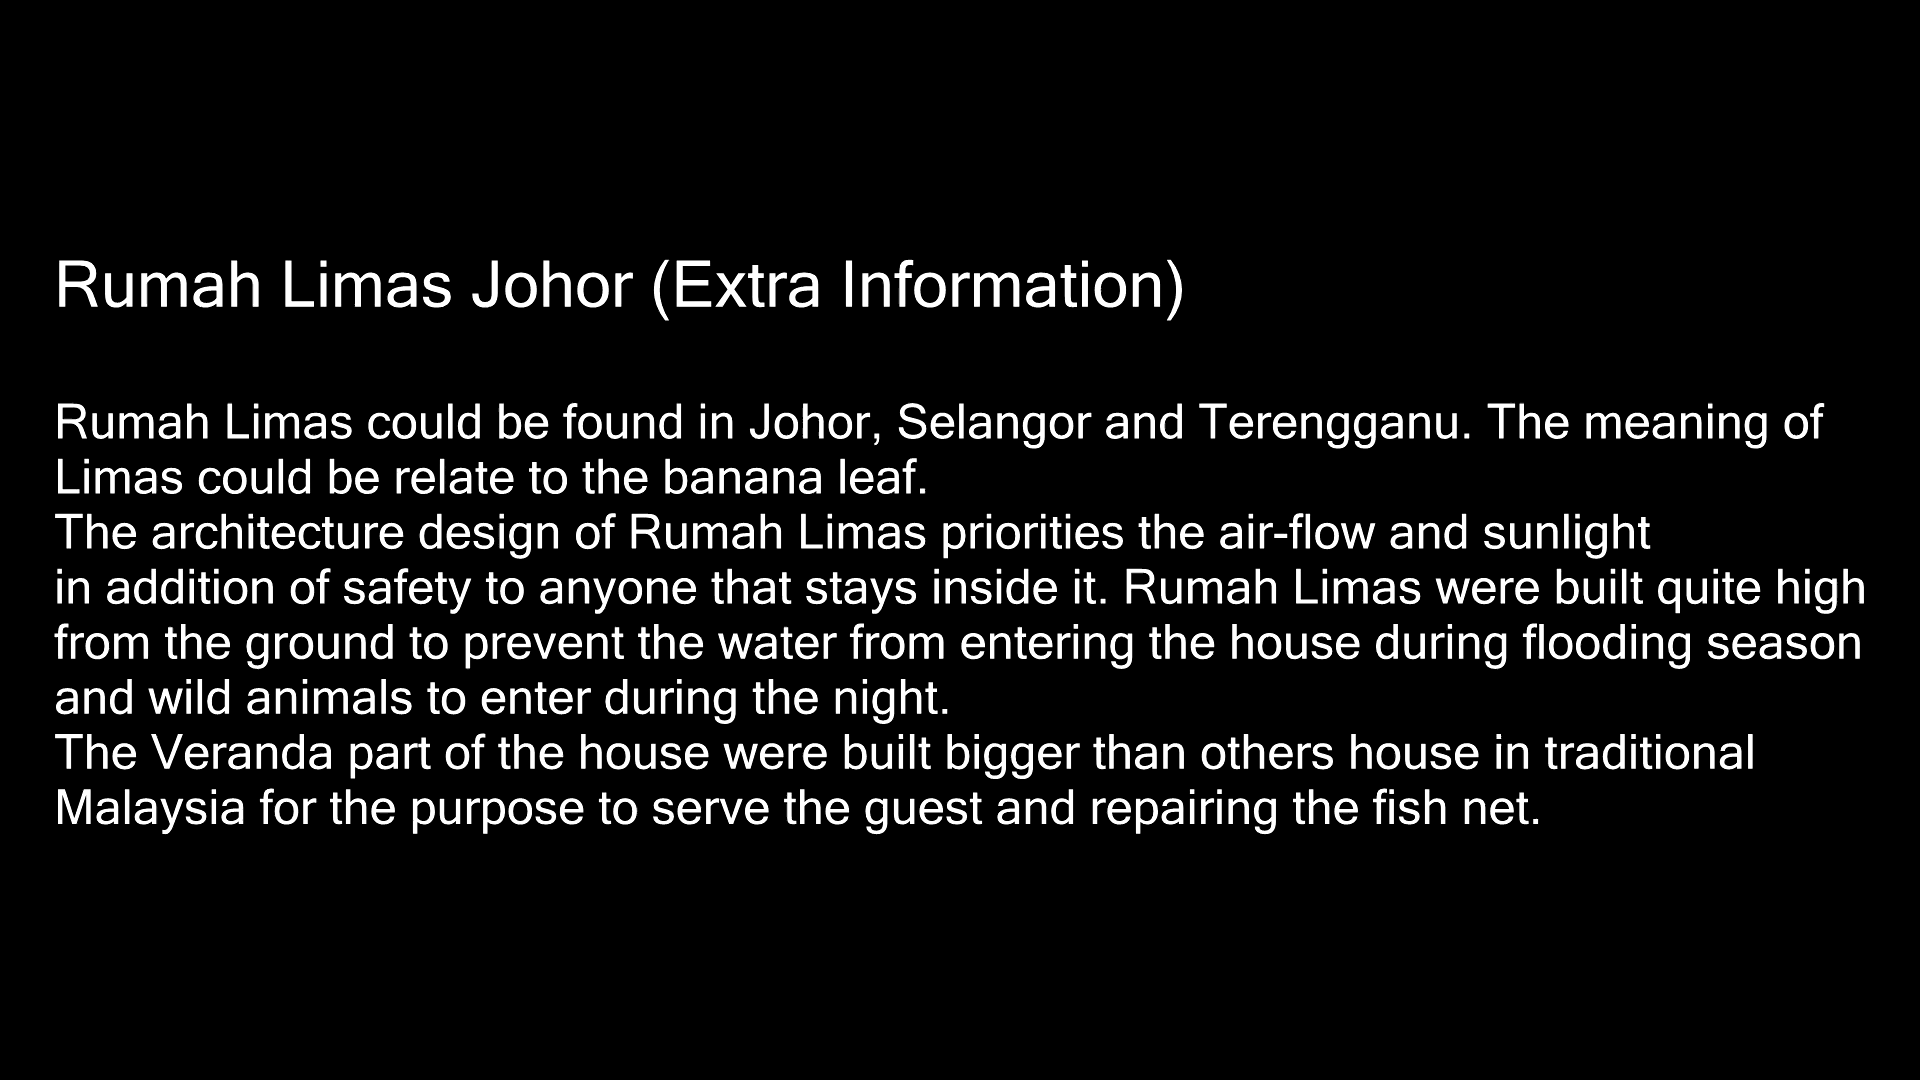 Rumah Limas Johor (Extra Information)
Rumah Limas could be found in Johor, Selangor and Terengganu. The meaning of
Limas could be relate to the banana leaf.
The architecture design of Rumah Limas priorities the air-flow and sunlight
in addition of safety to anyone that stays inside it. Rumah Limas were built quite high
from the ground to prevent the water from entering the house during flooding season
and wild animals to enter during the night.
The Veranda part of the house were built bigger than others house in traditional
Malaysia for the purpose to serve the guest and repairing the fish net.